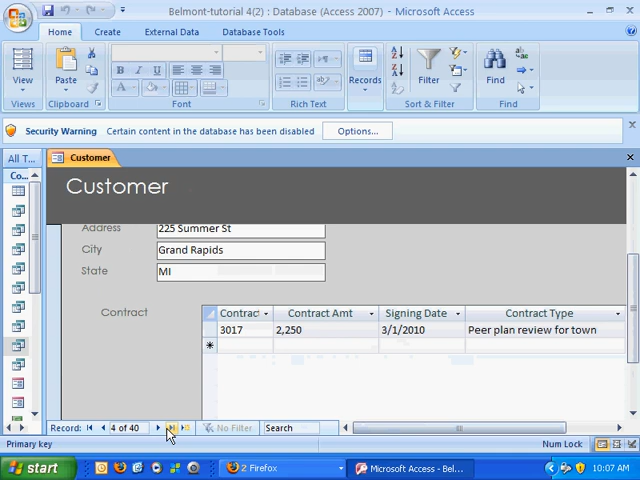 Belmont-tutorial 4(2) : Database (Access 2007) - Microsoft Access
Home Create External Data Database Tools
View Paste B I U A Records Filter Find
Views Clipboard Font Rich Text Sort & Filter Find
Security Warning Certain content in the database has been disabled Options...
All T... Customer
Co...
Customer
Address 225 Summer St
City Grand Rapids
State MI
Contract Contract Contract Amt Signing Date Contract Type
3017 2,250 3/1/2010 Peer plan review for town
Record: 4 of 40 No Filter Search
Primary key Num Lock
start 2 Firefox Microsoft Access - Bel... 10:07 AM